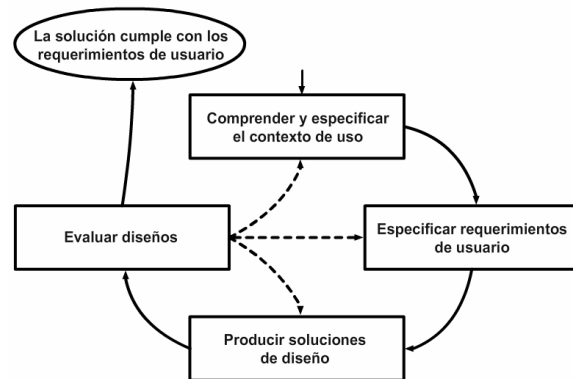 La solución cumple con los
requerimientos de usuario
Comprender y especificar
el contexto de uso
Evaluar diseños
Especificar requerimientos
de usuario
Producir soluciones
de diseño